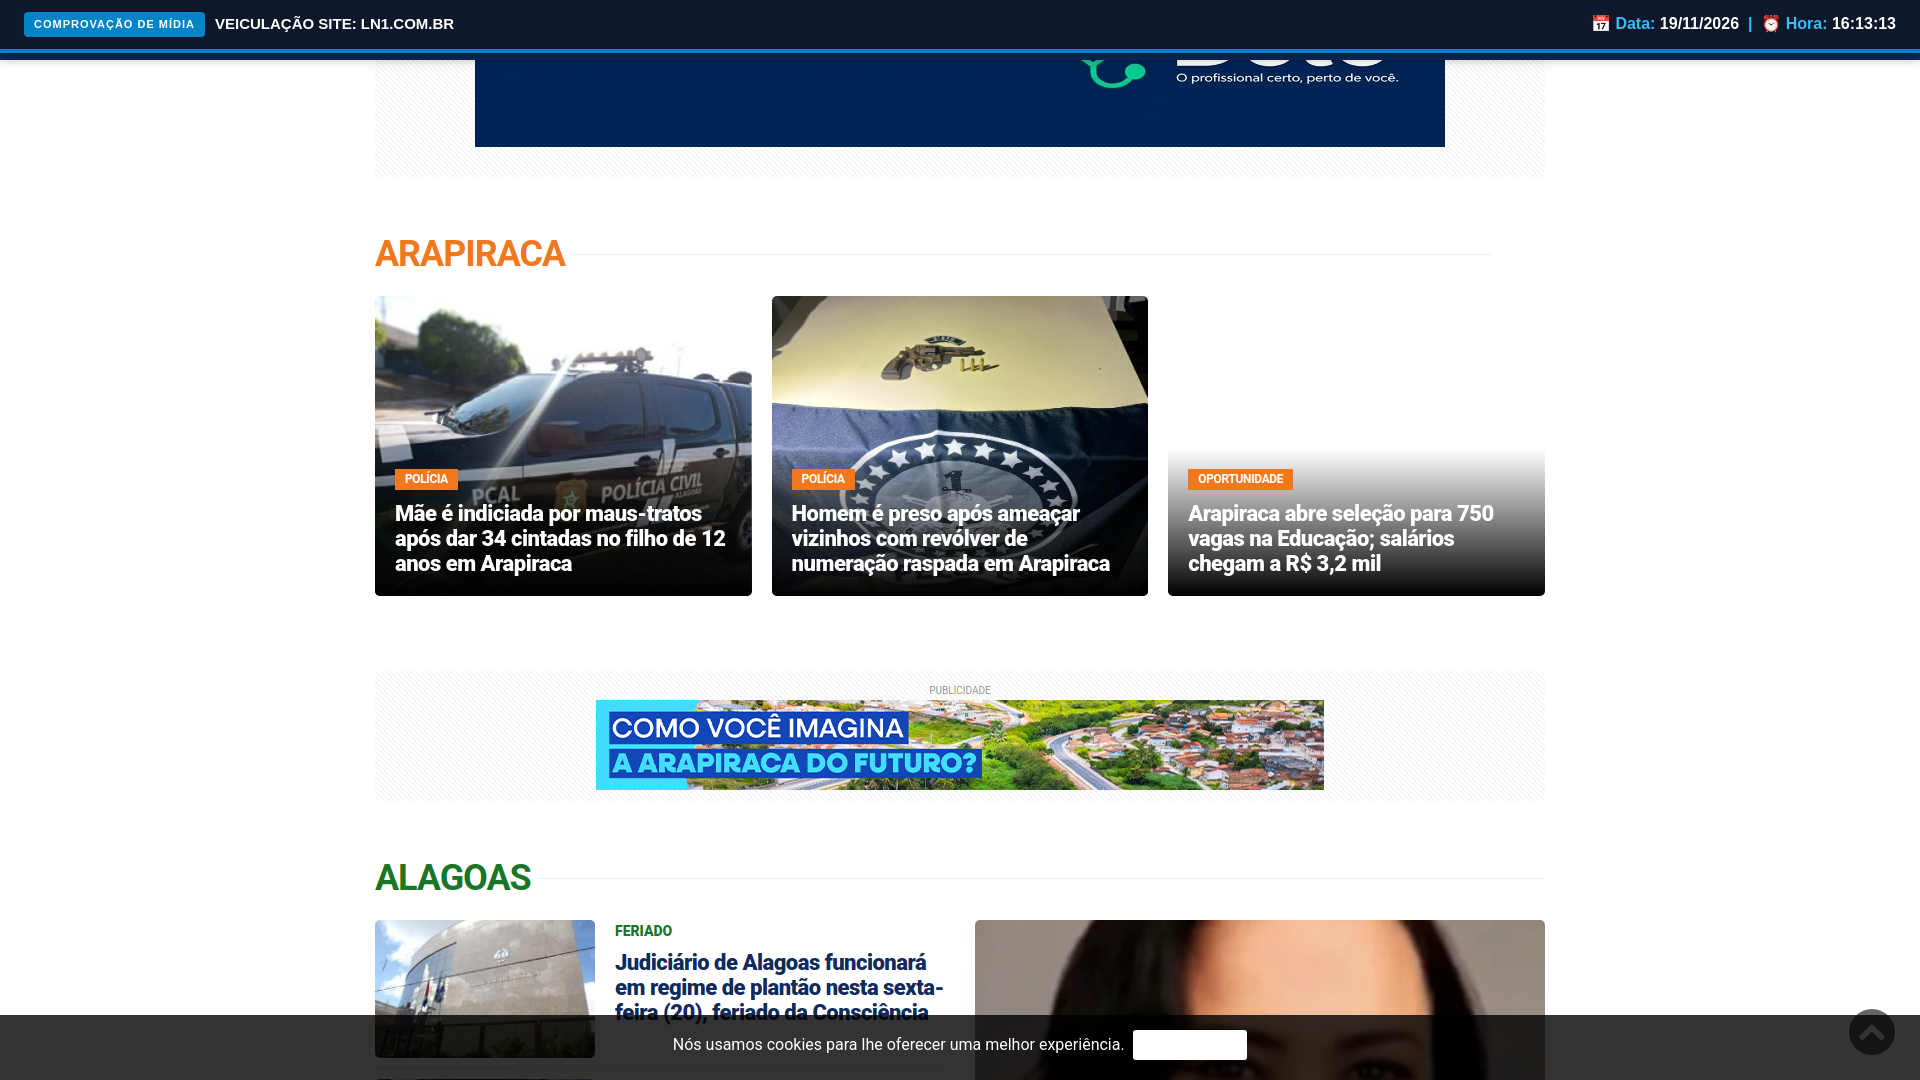 COMPROVAÇÃO DE MÍDIA VEICULAÇÃO SITE: LN1.COM.BR
📅 Data: 19/11/2026 | ⏰ Hora: 16:13:13
O profissional certo, perto de você.
ARAPIRACA
POLÍCIA
Mãe é indiciada por maus-tratos
após dar 34 cintadas no filho de 12
anos em Arapiraca
PCAL
POLÍCIA CIVIL
ALAGOAS
POLÍCIA
Homem é preso após ameaçar
vizinhos com revólver de
numeração raspada em Arapiraca
OPORTUNIDADE
Arapiraca abre seleção para 750
vagas na Educação; salários
chegam a R$ 3,2 mil
PUBLICIDADE
COMO VOCÊ IMAGINA
A ARAPIRACA DO FUTURO?
ALAGOAS
FERIADO
Judiciário de Alagoas funcionará
em regime de plantão nesta sexta-
feira (20), feriado da Consciência
Nós usamos cookies para lhe oferecer uma melhor experiência.